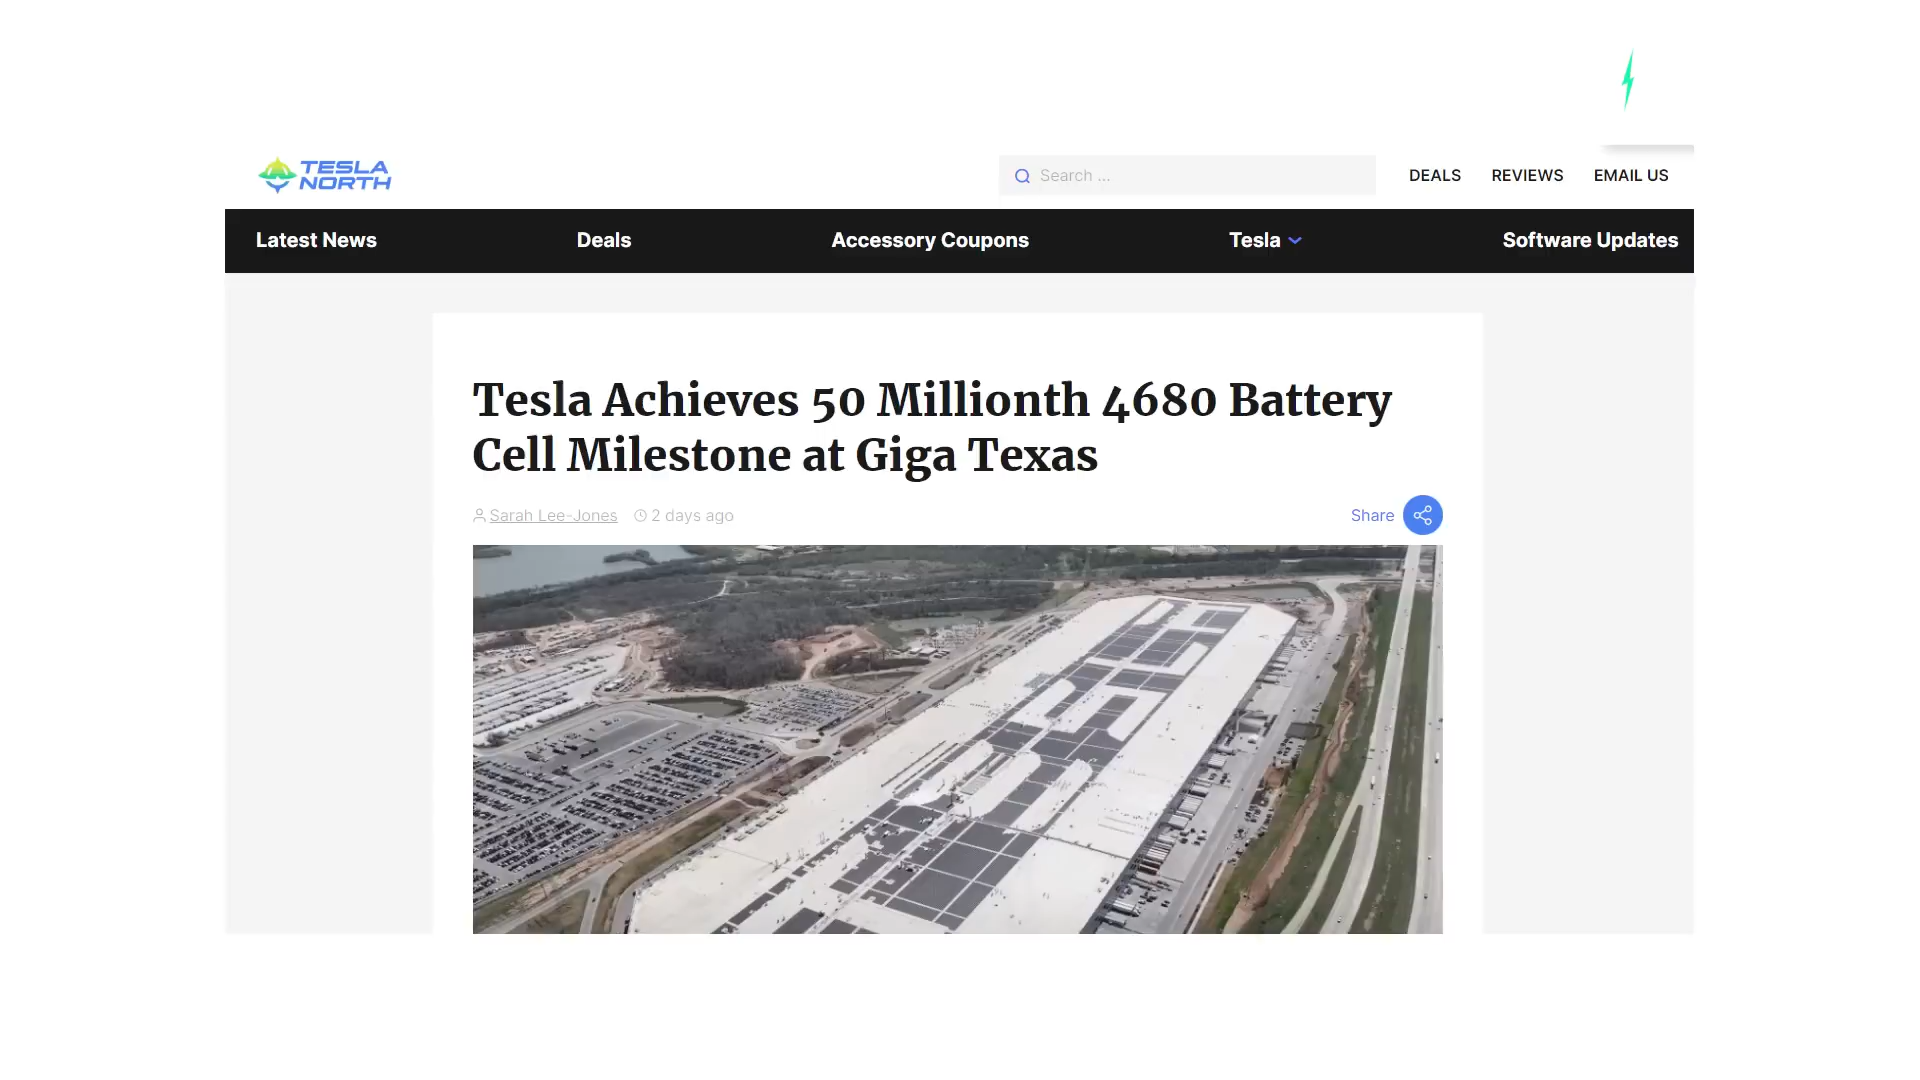 TESLA
NORTH
Search ...
DEALS REVIEWS EMAIL US
Latest News Deals Accessory Coupons Tesla Software Updates
Tesla Achieves 50 Millionth 4680 Battery
Cell Milestone at Giga Texas
Sarah Lee-Jones 2 days ago
Share